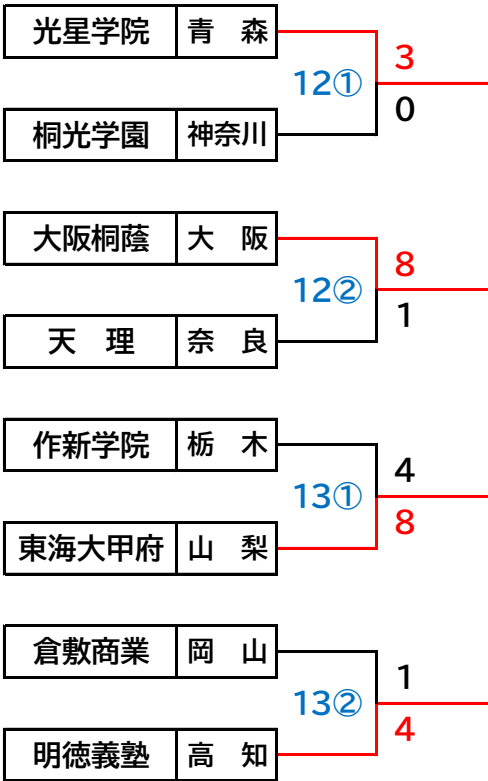 光星学院 青　森
3
12①
0
桐光学園 神奈川
大阪桐蔭 大　阪
8
12②
1
天　理 奈　良
作新学院 栃　木
4
13①
8
東海大甲府 山　梨
倉敷商業 岡　山
1
13②
4
明徳義塾 高　知